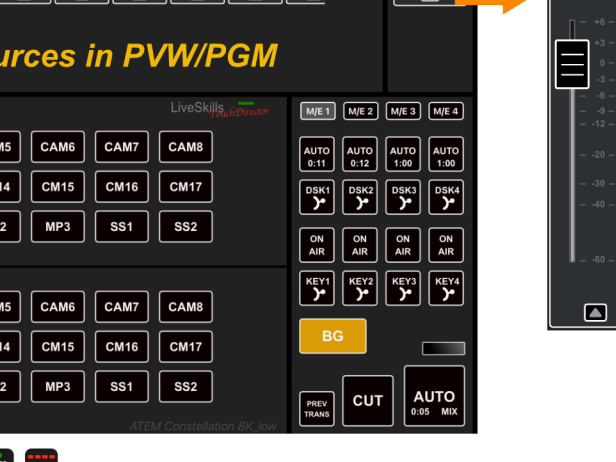 urces in PVW/PGM
LiveSkills
TouchDirector
M/E 1 M/E 2 M/E 3 M/E 4
M5 CAM6 CAM7 CAM8
AUTO AUTO AUTO AUTO
0:11 0:12 1:00 1:00
14 CM15 CM16 CM17
DSK1 DSK2 DSK3 DSK4
2 MP3 SS1 SS2
ON ON ON ON
AIR AIR AIR AIR
KEY1 KEY2 KEY3 KEY4
M5 CAM6 CAM7 CAM8
BG
14 CM15 CM16 CM17
2 MP3 SS1 SS2
PREV
TRANS
CUT
AUTO
0:05 MIX
ATEM Constellation 8K_low
+6
+3
0
-3
-6
-9
-12
-20
-30
-40
-60